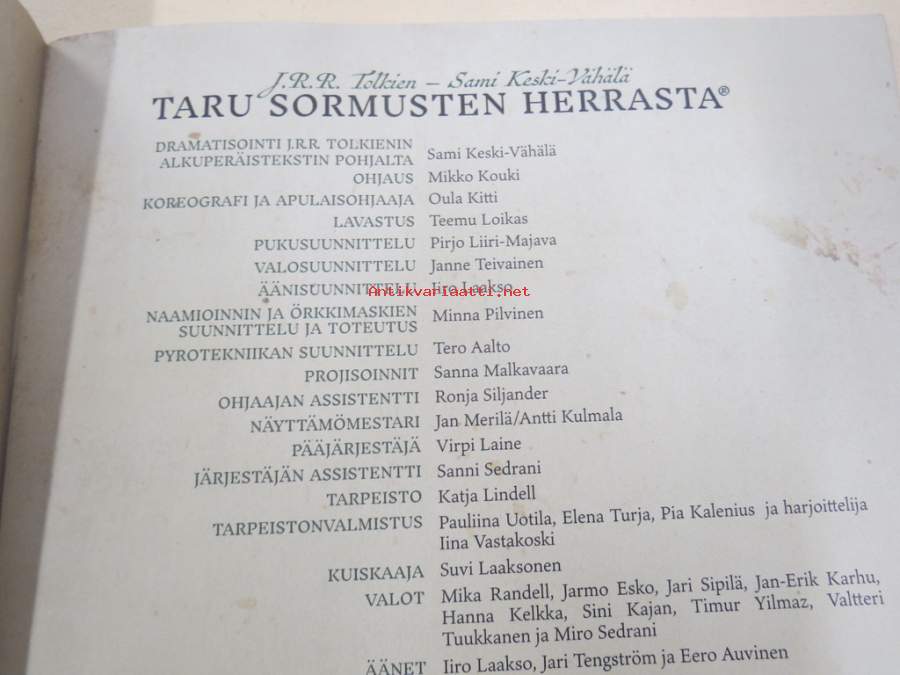 J.R.R. Tolkien – Sami Keski-Vähälä
TARU SORMUSTEN HERRASTA®
DRAMATISOINTI J.R.R. TOLKIENIN
ALKUPERÄISTEKSTIN POHJALTA Sami Keski-Vähälä
OHJAUS Mikko Kouki
KOREOGRAFI JA APULAISOHJAAJA Oula Kitti
LAVASTUS Teemu Loikas
PUKUSUUNNITTELU Pirjo Liiri-Majava
VALOSUUNNITTELU Janne Teivainen
ÄÄNISUUNNITTELU Iiro Laakso
Antikvariaatti.net
NAAMIOINNIN JA ÖRKKIMASKIEN
SUUNNITTELU JA TOTEUTUS Minna Pilvinen
PYROTEKNIIKAN SUUNNITTELU Tero Aalto
PROJISOINNIT Sanna Malkavaara
OHJAAJAN ASSISTENTTI Ronja Siljander
NÄYTTÄMÖMESTARI Jan Merilä/Antti Kulmala
PÄÄJÄRJESTÄJÄ Virpi Laine
JÄRJESTÄJÄN ASSISTENTTI Sanni Sedrani
TARPEISTO Katja Lindell
TARPEISTONVALMISTUS Pauliina Uotila, Elena Turja, Pia Kalenius ja harjoittelija
Iina Vastakoski
KUISKAAJA Suvi Laaksonen
VALOT Mika Randell, Jarmo Esko, Jari Sipilä, Jan-Erik Karhu,
Hanna Kelkka, Sini Kajan, Timur Yilmaz, Valtteri
Tuukkanen ja Miro Sedrani
ÄÄNET Iiro Laakso, Jari Tengström ja Eero Auvinen